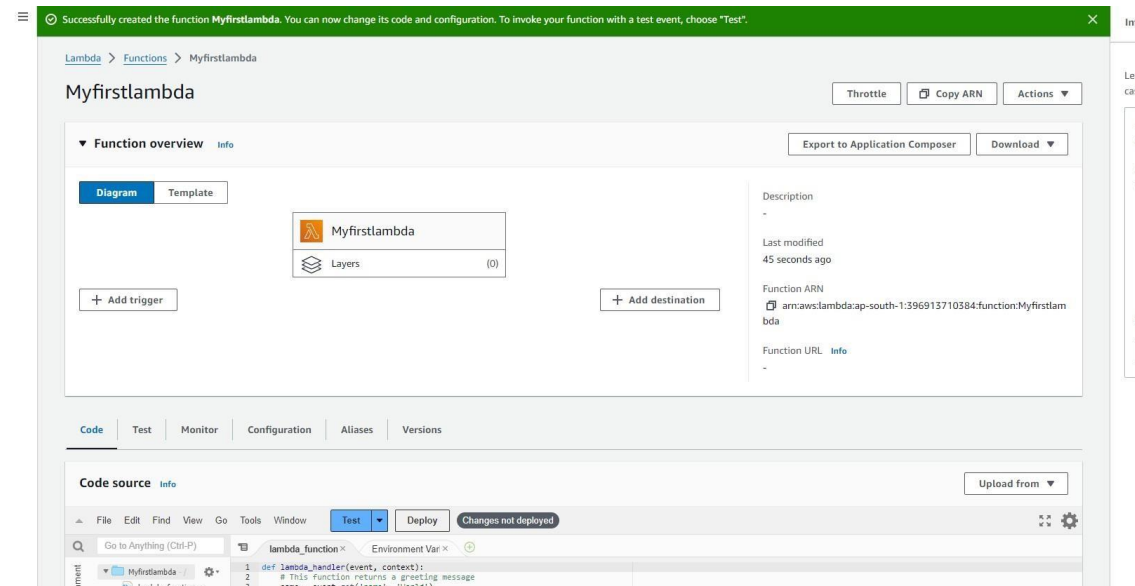 Successfully created the function Myfirstlambda. You can now change its code and configuration. To invoke your function with a test event, choose "Test".
Lambda > Functions > Myfirstlambda
Myfirstlambda
Throttle
Copy ARN
Actions
Function overview Info
Export to Application Composer
Download
Diagram
Template
Myfirstlambda
Layers
(0)
+ Add trigger
+ Add destination
Description
-
Last modified
45 seconds ago
Function ARN
arn:aws:lambda:ap-south-1:396913710384:function:Myfirstlam
bda
Function URL Info
-
Code
Test
Monitor
Configuration
Aliases
Versions
Code source Info
Upload from
File Edit Find View Go Tools Window
Test
Deploy
Changes not deployed
Go to Anything (Ctrl-P)
lambda_function ×
Environment Var ×
Myfirstlambda /
1 def lambda_handler(event, context):
2 # This function returns a greeting message